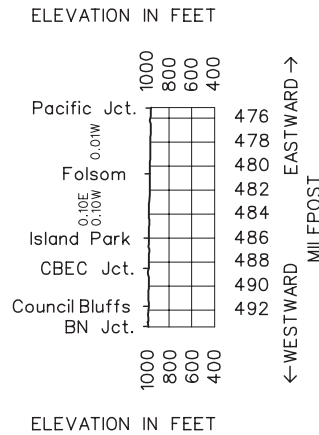 ELEVATION IN FEET
1000
800
600
400
Pacific Jct.
0.01W
Folsom
0.10E
0.10W
Island Park
CBEC Jct.
Council Bluffs
BN Jct.
476
478
480
482
484
486
488
490
492
EASTWARD →
MILEPOST
← WESTWARD
1000
800
600
400
ELEVATION IN FEET